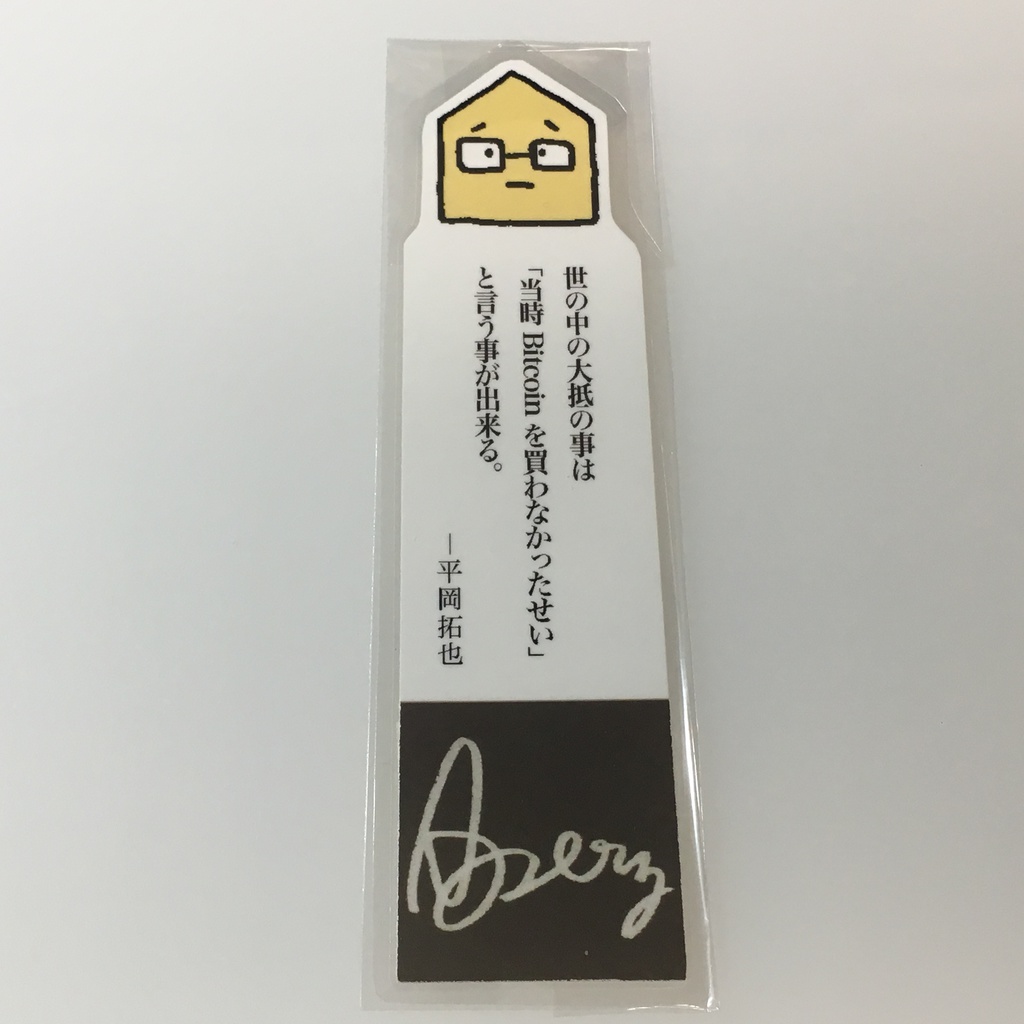 世の中の大抵の事は
「当時 Bitcoin を買わなかったせい」
と言う事が出来る。
—平岡拓也